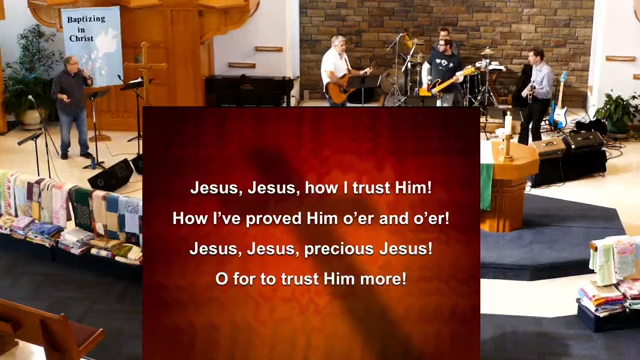 Baptizing
in
Christ
Jesus, Jesus, how I trust Him!
How I've proved Him o'er and o'er!
Jesus, Jesus, precious Jesus!
O for to trust Him more!